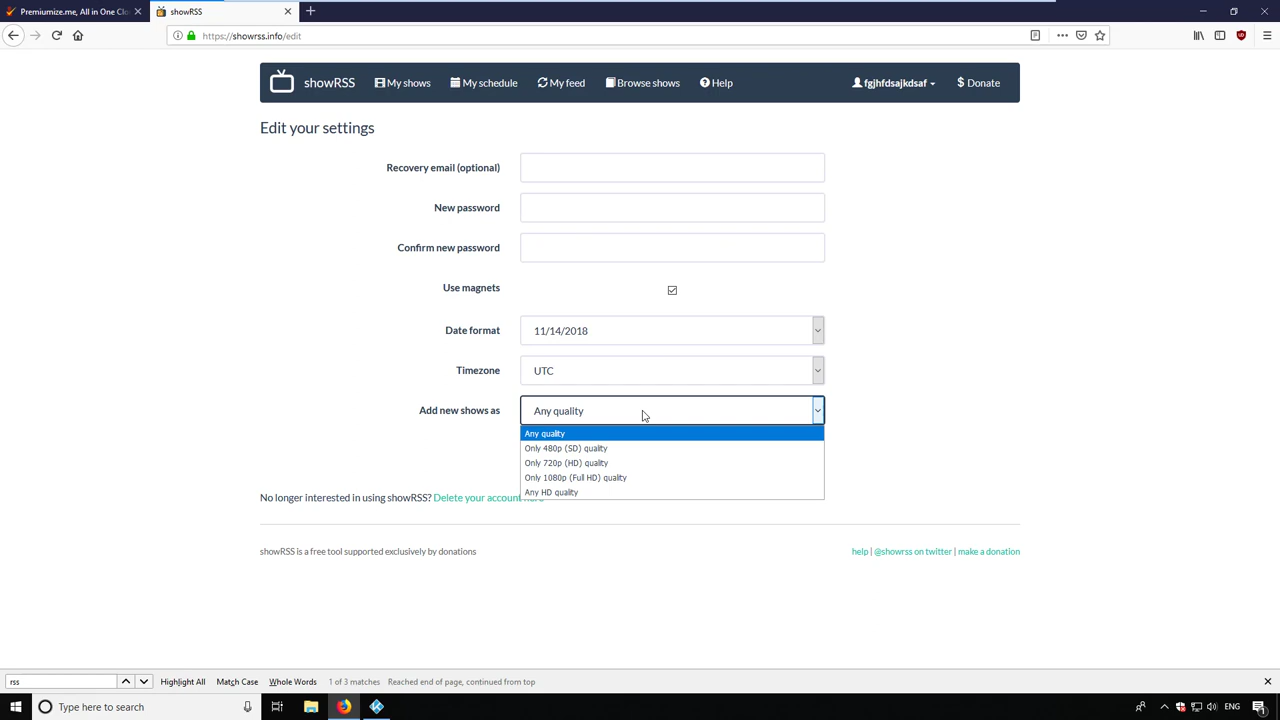 Premiumize.me, All in One Clo
showRSS
https://showrss.info/edit
showRSS
My shows
My schedule
My feed
Browse shows
Help
fgjhfdsajkdsaf
Donate
Edit your settings
Recovery email (optional)
New password
Confirm new password
Use magnets
Date format
11/14/2018
Timezone
UTC
Add new shows as
Any quality
Any quality
Only 480p (SD) quality
Only 720p (HD) quality
Only 1080p (Full HD) quality
Any HD quality
No longer interested in using showRSS? Delete your account here
showRSS is a free tool supported exclusively by donations
help | @showrss on twitter | make a donation
rss
Highlight All
Match Case
Whole Words
1 of 3 matches
Reached end of page, continued from top
Type here to search
ENG